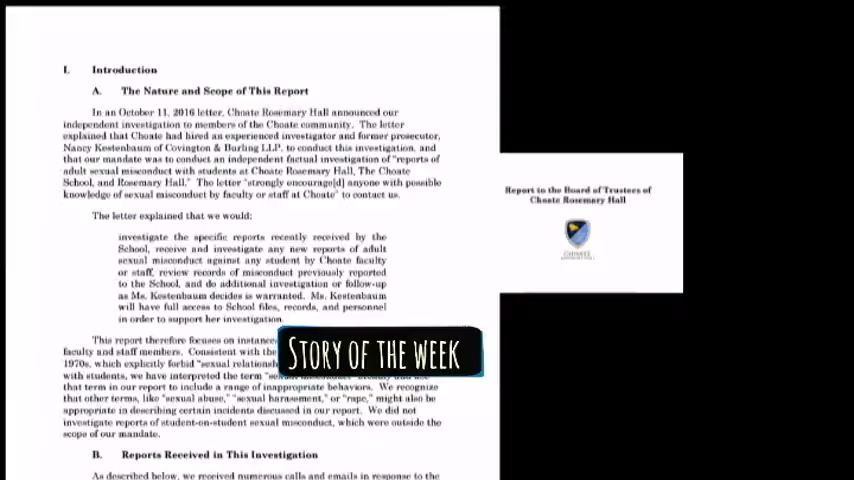 I. Introduction
A. The Nature and Scope of This Report
In an October 11, 2016 letter, Choate Rosemary Hall announced our
independent investigation to members of the Choate community. The letter
explained that Choate had hired an experienced investigator and former prosecutor,
Nancy Kestenbaum of Covington & Burling LLP, to conduct this investigation, and
that our mandate was to conduct an independent factual investigation of "reports of
adult sexual misconduct with students at Choate Rosemary Hall, The Choate
School, and Rosemary Hall." The letter "strongly encourage[d] anyone with possible
knowledge of sexual misconduct by faculty or staff at Choate" to contact us.
The letter explained that we would:
investigate the specific reports recently received by the
School, receive and investigate any new reports of adult
sexual misconduct against any student by Choate faculty
or staff, review records of misconduct previously reported
to the School, and do additional investigation or follow-up
as Ms. Kestenbaum decides is warranted. Ms. Kestenbaum
will have full access to School files, records, and personnel
in order to support her investigation.
This report therefore focuses on
faculty and staff members. Consistent with the
1970s, which explicitly forbid
with students, we have interpreted the term
that term in our report to include a range of inappropriate behaviors. We recognize
that other terms, like "sexual abuse," "sexual harassment," or "rape," might also be
appropriate in describing certain incidents discussed in our report. We did not
investigate reports of student-on-student sexual misconduct, which were outside the
scope of our mandate.
B. Reports Received in This Investigation
As described below, we received numerous calls and emails in response to the
STORY OF THE WEEK
Report to the Board of Trustees of
Choate Rosemary Hall